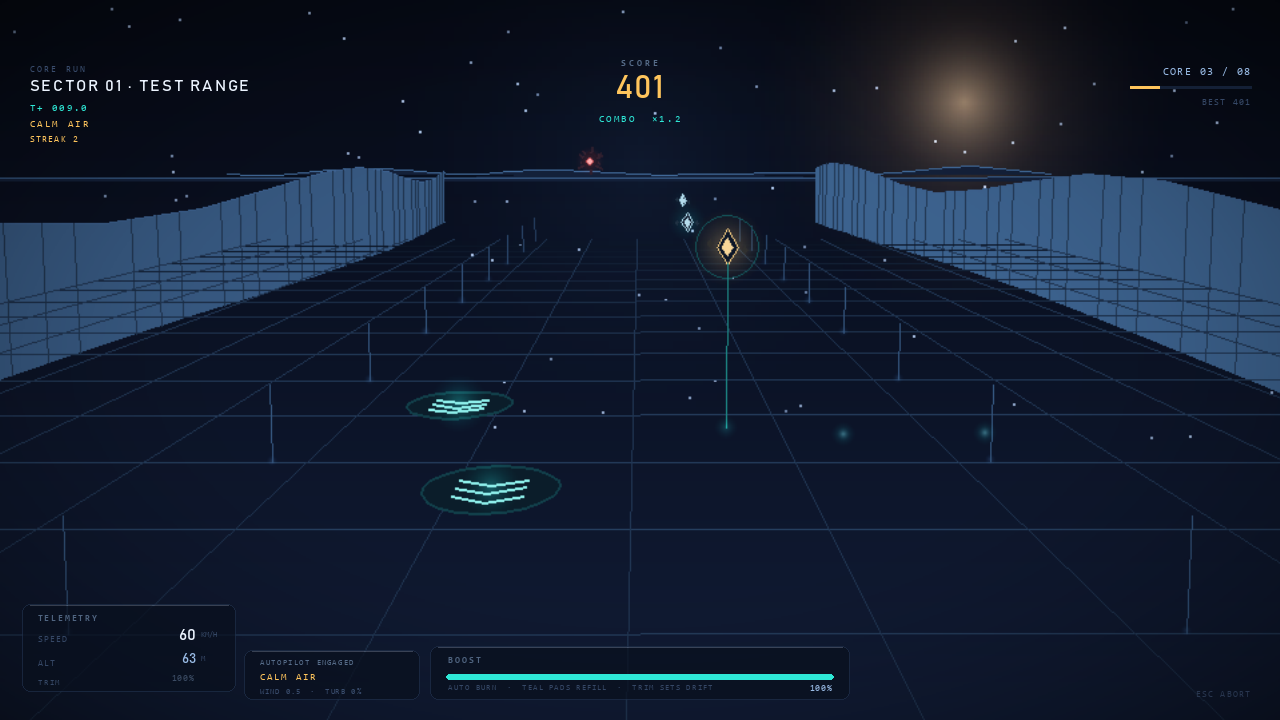 CORE RUN
SECTOR 01 · TEST RANGE
T+ 009.0
CALM AIR
STREAK 2
SCORE
401
COMBO ×1.2
CORE 03 / 08
BEST 401
TELEMETRY
SPEED 60 KM/H
ALT 63 M
TRIM 100%
AUTOPILOT ENGAGED
CALM AIR
WIND 0.5 · TURB 0%
BOOST
AUTO BURN · TEAL PADS REFILL · TRIM SETS DRIFT 100%
ESC ABORT